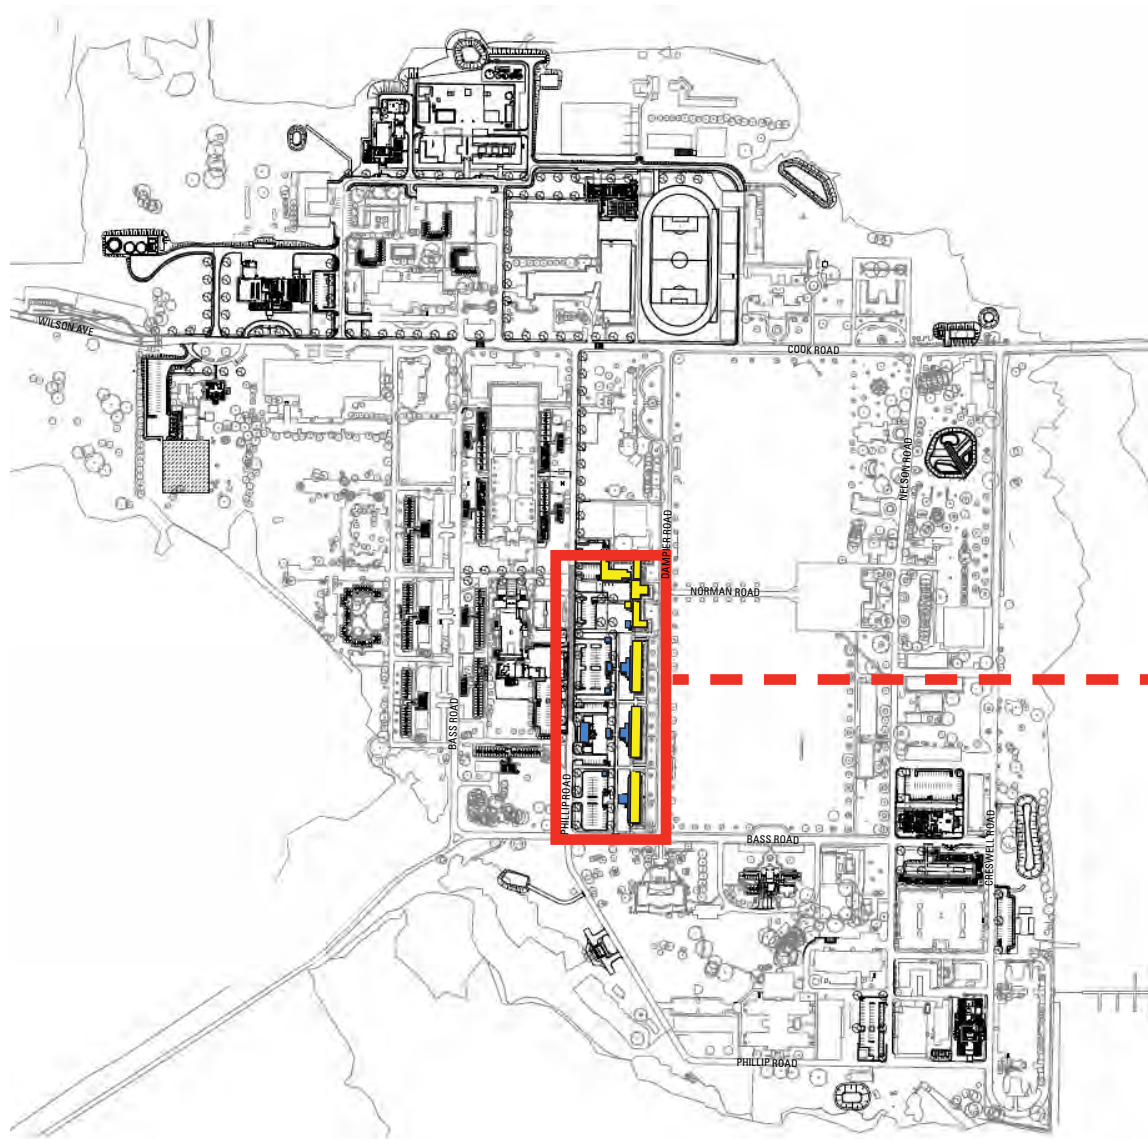 WILSON AVE
COOK ROAD
NELSON ROAD
DAMPIER ROAD
NORMAN ROAD
BASS ROAD
PHILLIP ROAD
BASS ROAD
CRESWELL ROAD
PHILLIP ROAD